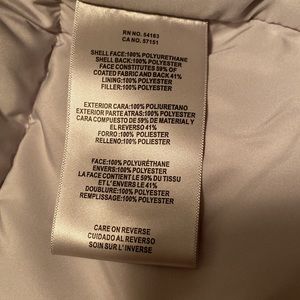 RN NO. 54163
CA NO. 57151
SHELL FACE:100% POLYURETHANE
SHELL BACK:100% POLYESTER
FACE CONSTITUTES 59% OF
COATED FABRIC AND BACK 41%
LINING:100% POLYESTER
FILLER:100% POLYESTER
EXTERIOR CARA:100% POLIURETANO
EXTERIOR PARTE ATRAS:100% POLYESTER
CARA COMPUESTO DE 59% DE MATERIAL Y
EL REVERSO 41%
FORRO :100% POLIESTER
RELLENO:100% POLIESTER
FACE:100% POLYURÉTHANE
ENVERS:100% POLYESTER
LA FACE CONTIENT LE 59% DU TISSU
ET L'ENVERS LE 41%
DOUBLURE:100% POLYESTER
REMPLISSAGE:100% POLYESTER
CARE ON REVERSE
CUIDADO AL REVERSO
SOIN SUR L' INVERSE